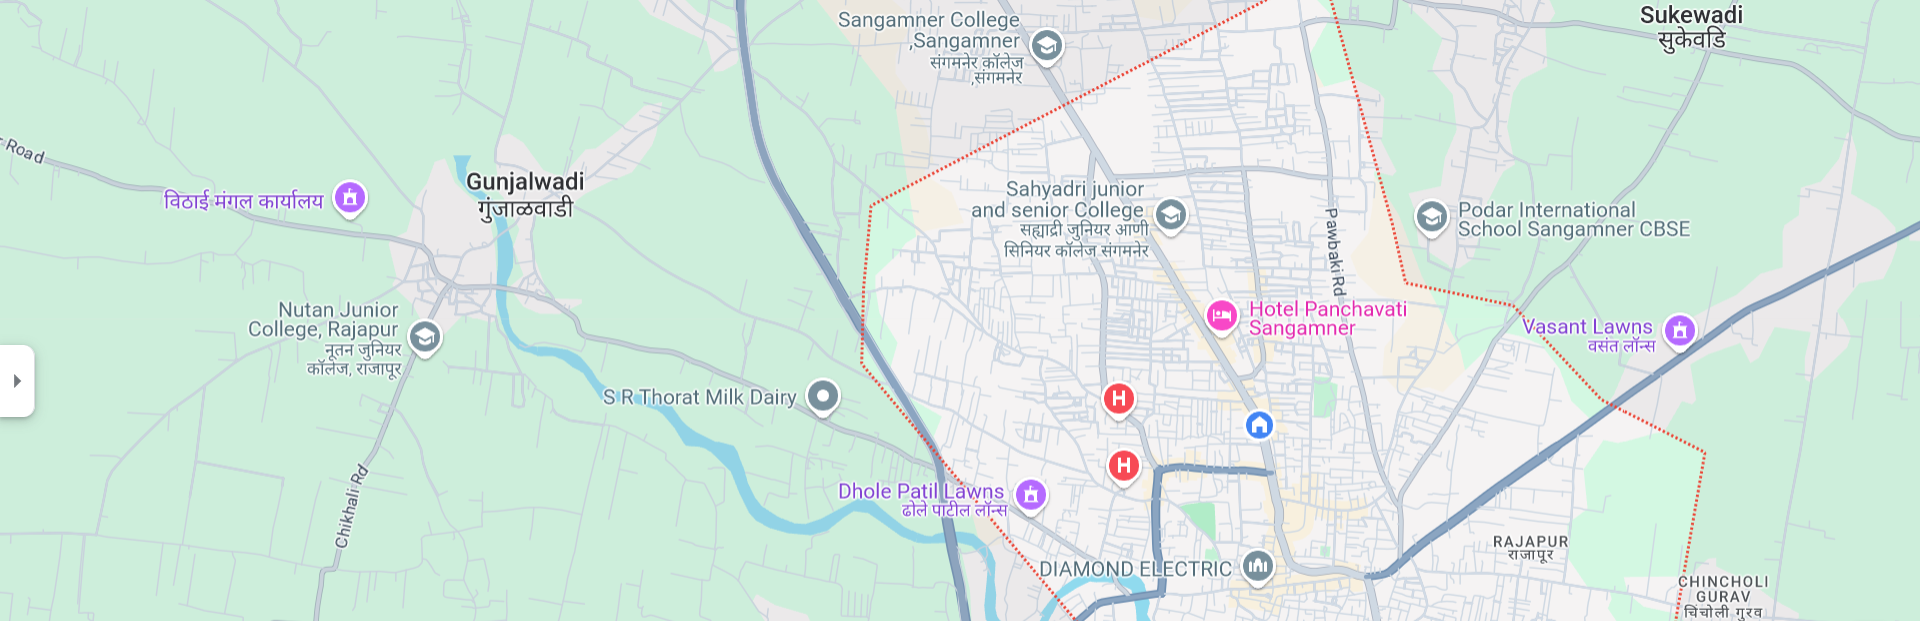 Sangamner College
,Sangamner
संगमनेर कॉलेज
,संगमनेर
Sukewadi
सुकेवडि
Road
Gunjalwadi
गुंजाळवाडी
विठाई मंगल कार्यालय
Sahyadri junior
and senior College
सह्याद्री जुनियर आणी
सिनियर कॉलेज संगमनेर
Pawbaki Rd
Podar International
School Sangamner CBSE
Nutan Junior
College, Rajapur
नूतन जुनियर
कॉलेज, राजापूर
Hotel Panchavati
Sangamner
Vasant Lawns
वसंत लॉन्स
S R Thorat Milk Dairy
H
H
Chikhali Rd
Dhole Patil Lawns
ढोले पाटील लॉन्स
DIAMOND ELECTRIC
RAJAPUR
राजापूर
CHINCHOLI
GURAV
चिंचोली गुरव